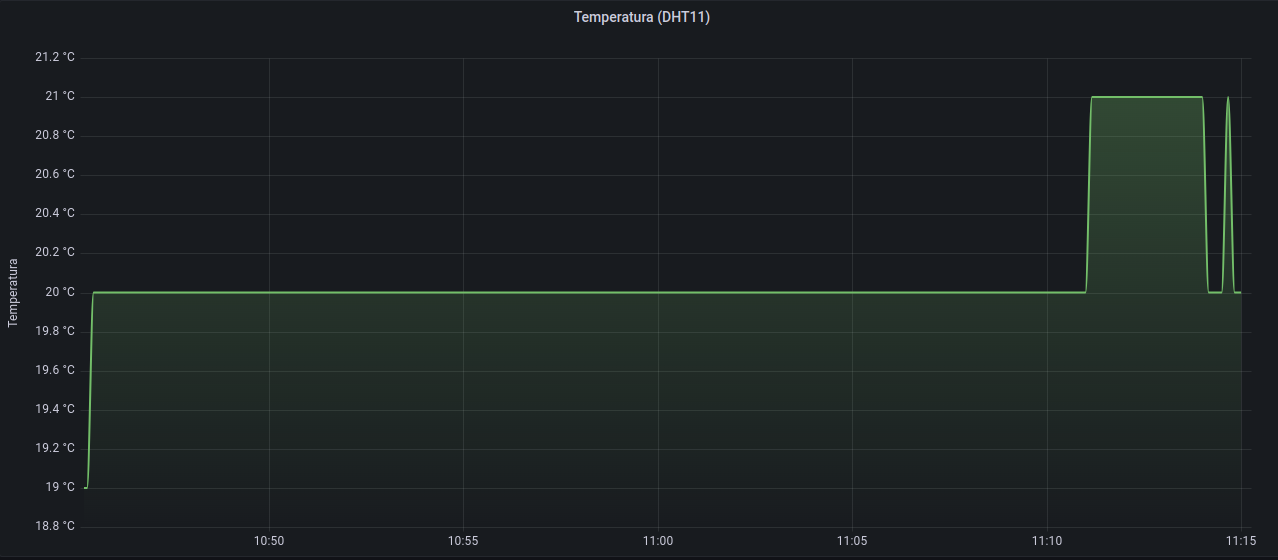 Temperatura (DHT11)
Temperatura
21.2 °C
21 °C
20.8 °C
20.6 °C
20.4 °C
20.2 °C
20 °C
19.8 °C
19.6 °C
19.4 °C
19.2 °C
19 °C
18.8 °C
10:50 10:55 11:00 11:05 11:10 11:15